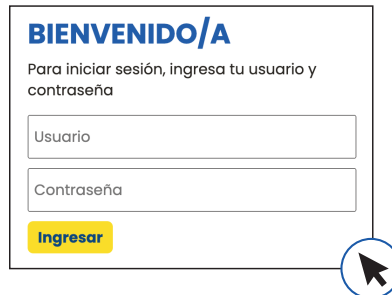 BIENVENIDO/A
Para iniciar sesión, ingresa tu usuario y
contraseña
Usuario
Contraseña
Ingresar